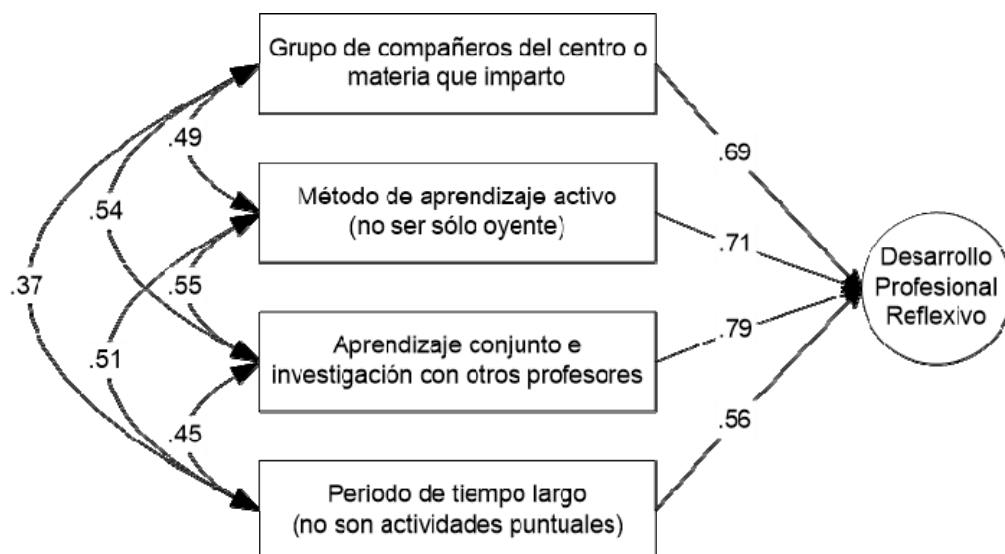 Grupo de compañeros del centro o
materia que imparto
.49
.69
Método de aprendizaje activo
(no ser sólo oyente)
.54
.71
.37
.55
Desarrollo
Profesional
Reflexivo
.79
Aprendizaje conjunto e
investigación con otros profesores
.51
.45
.56
Periodo de tiempo largo
(no son actividades puntuales)